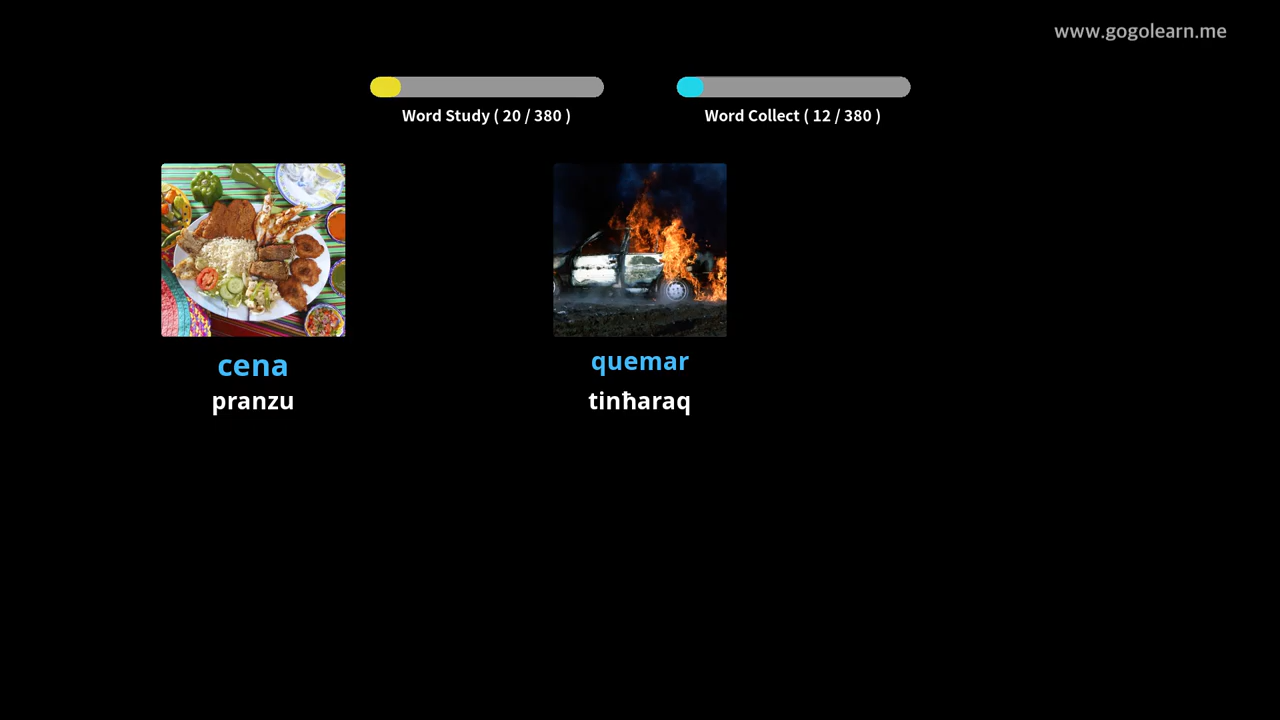 www.gogolearn.me
Word Study ( 20 / 380 )
Word Collect ( 12 / 380 )
cena
pranzu
quemar
tinħaraq